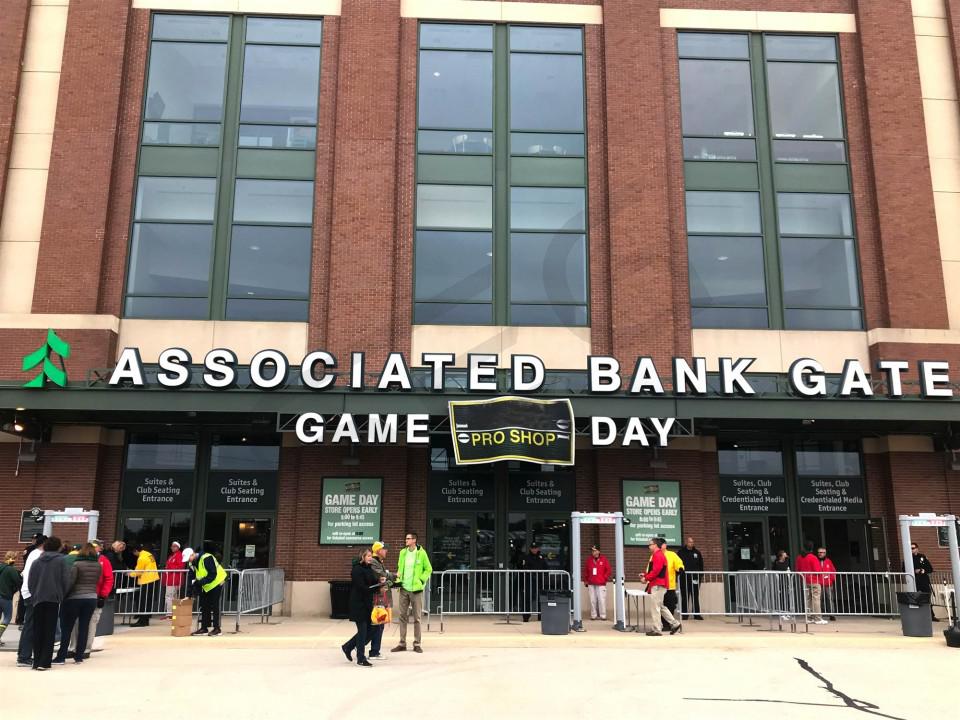 ASSOCIATED BANK GATE
GAME DAY
PRO SHOP
Suites &
Club Seating
Entrance
Suites &
Club Seating
Entrance
GAME DAY
STORE OPENS EARLY
for parking lot access
Suites &
Club Seating
Entrance
Suites &
Club Seating
Entrance
GAME DAY
STORE OPENS EARLY
for parking lot access
Suites, Club
Seating &
Credentialed Media
Entrance
Suites, Club
Seating &
Credentialed Media
Entrance